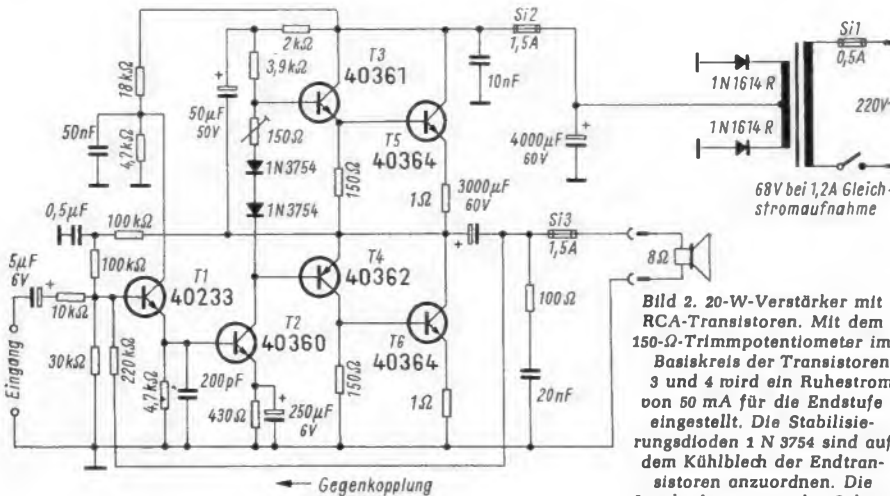 Si2
1,5A
Si1
0,5A
2kΩ
3,9kΩ
T3
40361
18kΩ
50µF
50V
+
10nF
1N1614R
220V~
50nF
4,7kΩ
150Ω
T5
40364
4000µF
60V
+
1N1614R
1N3754
150Ω
1Ω
3000µF
60V
68V bei 1,2A Gleich-
stromaufnahme
0,5µF
100kΩ
1N3754
+
Si3
1,5A
5µF
6V
+
100kΩ
T1
40233
T4
40362
8Ω
10kΩ
T2
40360
100Ω
Eingang
30kΩ
220kΩ
4,7kΩ
200pF
T6
40364
150Ω
430Ω
+
250µF
6V
1Ω
20nF
Gegenkopplung
Bild 2. 20-W-Verstärker mit
RCA-Transistoren. Mit dem
150-Ω-Trimmpotentiometer im
Basiskreis der Transistoren
3 und 4 wird ein Ruhestrom
von 50 mA für die Endstufe
eingestellt. Die Stabilisie-
rungsdioden 1 N 3754 sind auf
dem Kühlblech der Endtran-
sistoren anzuordnen. Die